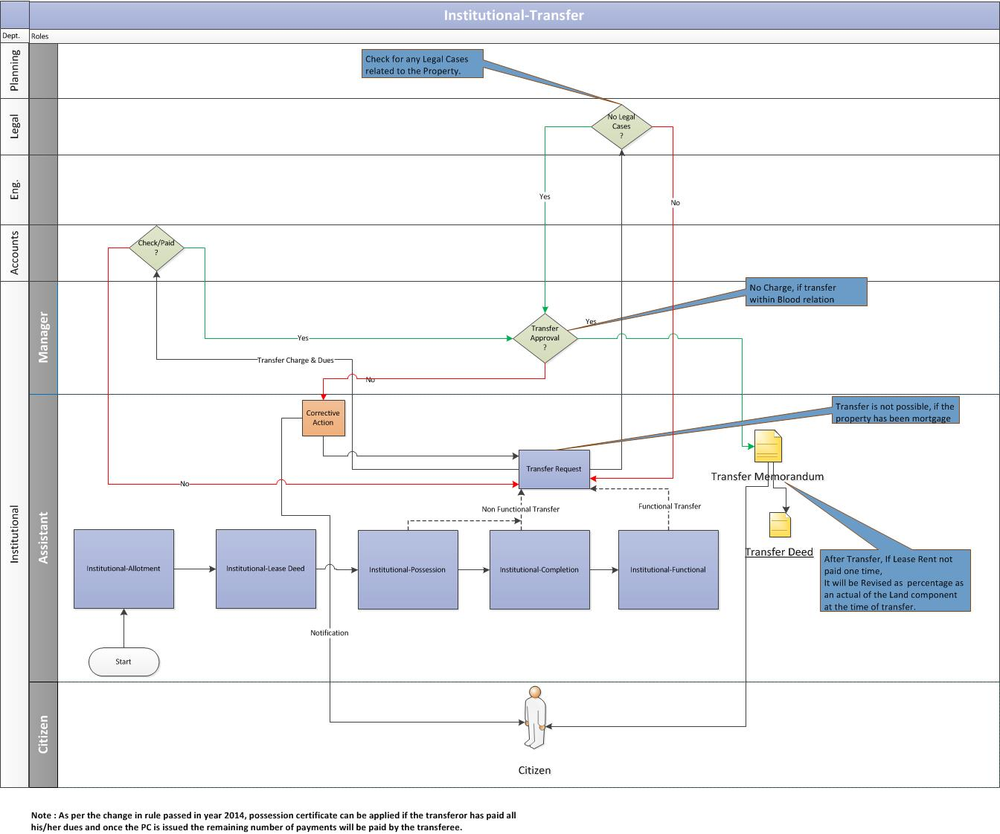 Institutional-Transfer
Dept.
Roles
Planning
Legal
Eng.
Accounts
Institutional
Manager
Assistant
Citizen
Check for any Legal Cases
related to the Property.
No Legal
Cases
?
Yes
No
Check/Paid
?
No Charge, if transfer
within Blood relation
Yes
Transfer
Approval
?
Yes
Transfer Charge & Dues
No
Corrective
Action
Transfer is not possible, if the
property has been mortgage
Transfer Request
Transfer Memorandum
No
Non Functional Transfer
Functional Transfer
Transfer Deed
After Transfer, If Lease Rent not
paid one time,
It will be Revised as  percentage as
an actual of the Land component
at the time of transfer.
Institutional-Allotment
Institutional-Lease Deed
Institutional-Possession
Institutional-Completion
Institutional-Functional
Notification
Start
Citizen
Note : As per the change in rule passed in year 2014, possession certificate can be applied if the transferor has paid all
his/her dues and once the PC is issued the remaining number of payments will be paid by the transferee.